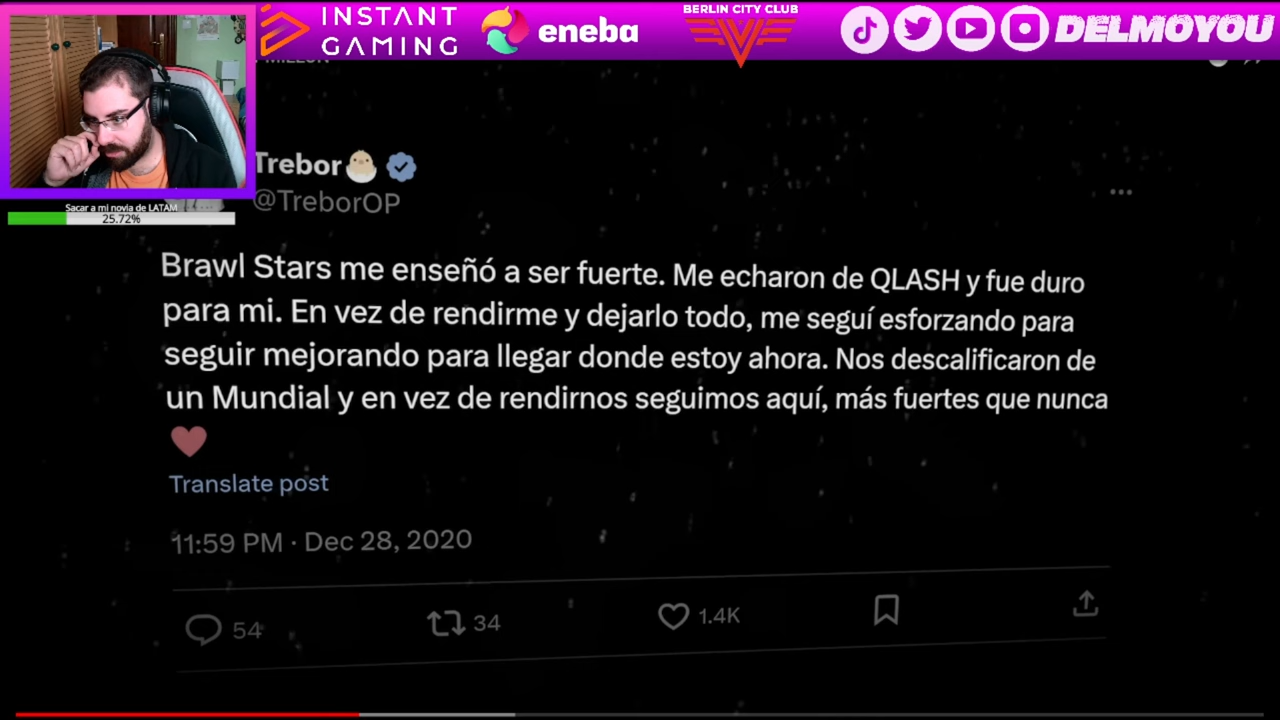 INSTANT
GAMING
eneba
BERLIN CITY CLUB
DELMOYOU
Trebor
@TreborOP
Sacar a mi novia de LATAM
25.72%
Brawl Stars me enseñó a ser fuerte. Me echaron de QLASH y fue duro
para mi. En vez de rendirme y dejarlo todo, me seguí esforzando para
seguir mejorando para llegar donde estoy ahora. Nos descalificaron de
un Mundial y en vez de rendirnos seguimos aquí, más fuertes que nunca
Translate post
11:59 PM · Dec 28, 2020
54
34
1.4K